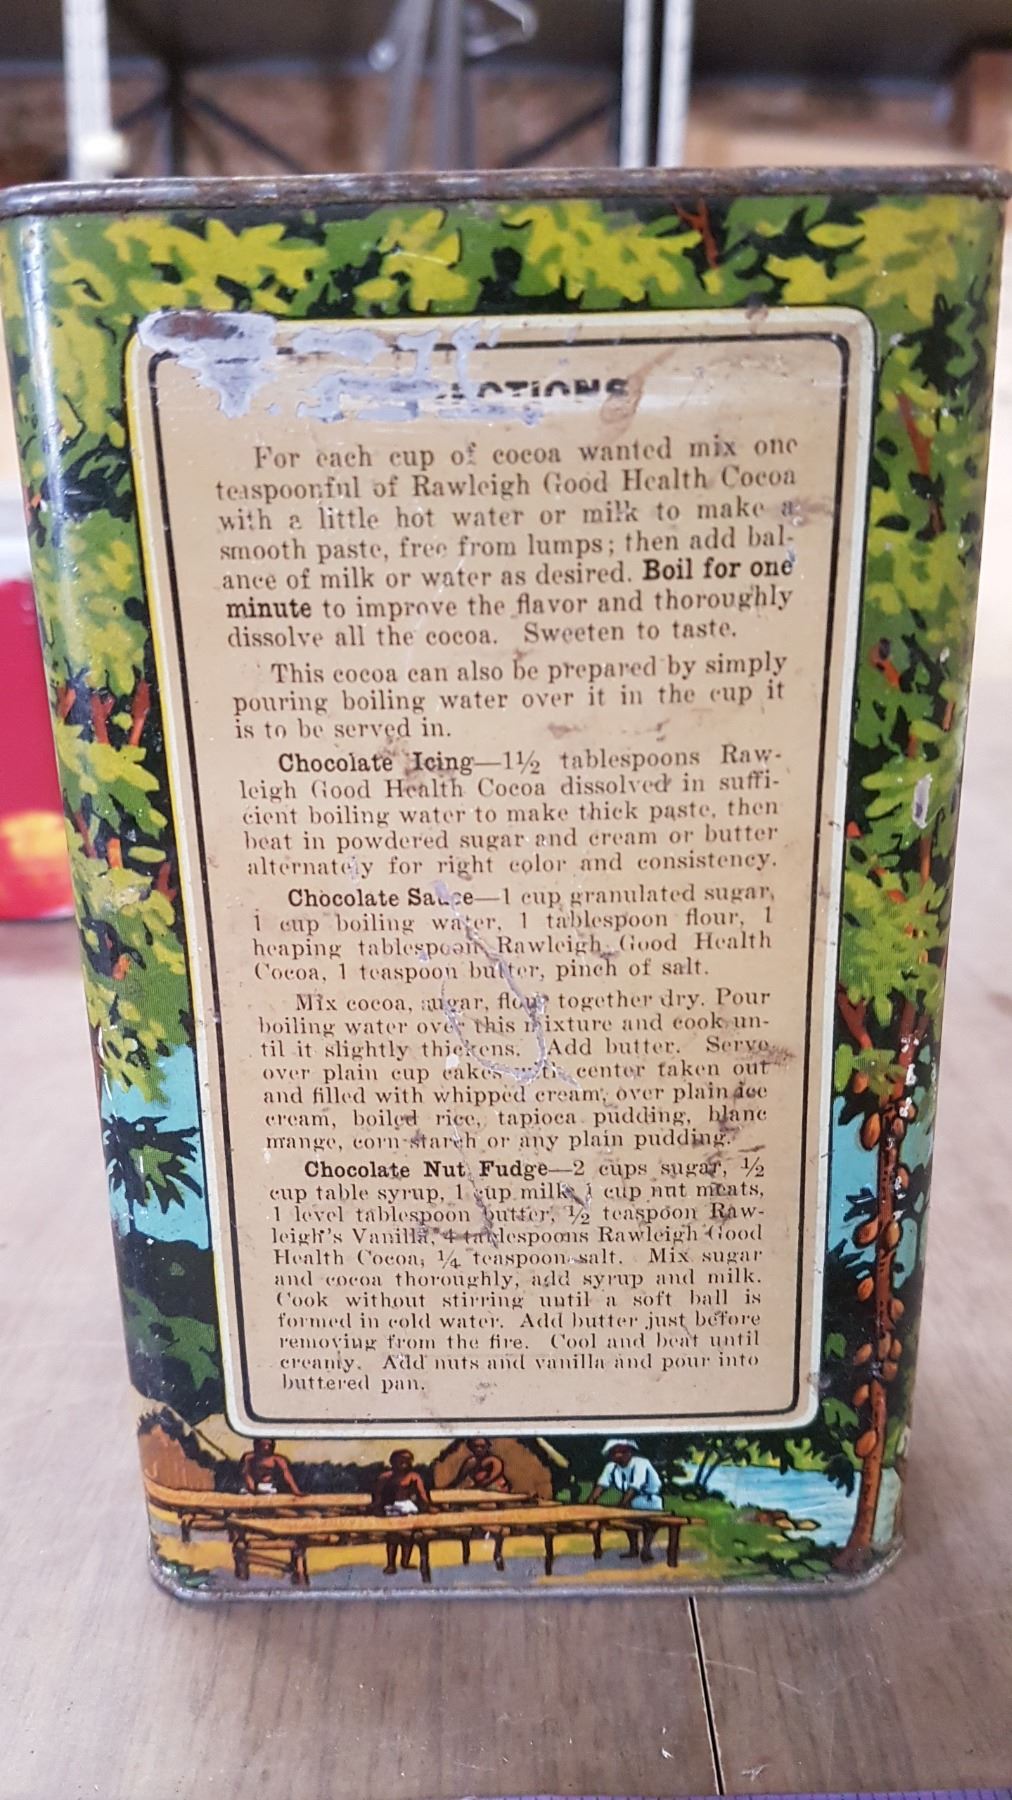 For each cup of cocoa wanted mix one
teaspoonful of Rawleigh Good Health Cocoa
with a little hot water or milk to make a
smooth paste, free from lumps; then add bal-
ance of milk or water as desired. Boil for one
minute to improve the flavor and thoroughly
dissolve all the cocoa. Sweeten to taste.
This cocoa can also be prepared by simply
pouring boiling water over it in the cup it
is to be served in.
Chocolate Icing—1½ tablespoons Raw-
leigh Good Health Cocoa dissolved in suffi-
cient boiling water to make thick paste, then
beat in powdered sugar and cream or butter
alternately for right color and consistency.
Chocolate Sauce—1 cup granulated sugar,
1 cup boiling water, 1 tablespoon flour, 1
heaping tablespoon Rawleigh Good Health
Cocoa, 1 teaspoon butter, pinch of salt.
Mix cocoa, sugar, flour together dry. Pour
boiling water over this mixture and cook un-
til it slightly thickens. Add butter. Serve
over plain cup cakes with center taken out
and filled with whipped cream, over plain ice
cream, boiled rice, tapioca pudding, blanc
mange, corn-starch or any plain pudding.
Chocolate Nut Fudge—2 cups sugar, ½
cup table syrup, 1 cup milk, 1 cup nut meats,
1 level tablespoon butter, ½ teaspoon Raw-
leigh's Vanilla, 4 tablespoons Rawleigh Good
Health Cocoa, ¼ teaspoon salt. Mix sugar
and cocoa thoroughly, add syrup and milk.
Cook without stirring until a soft ball is
formed in cold water. Add butter just before
removing from the fire. Cool and beat until
creamy. Add nuts and vanilla and pour into
buttered pan.